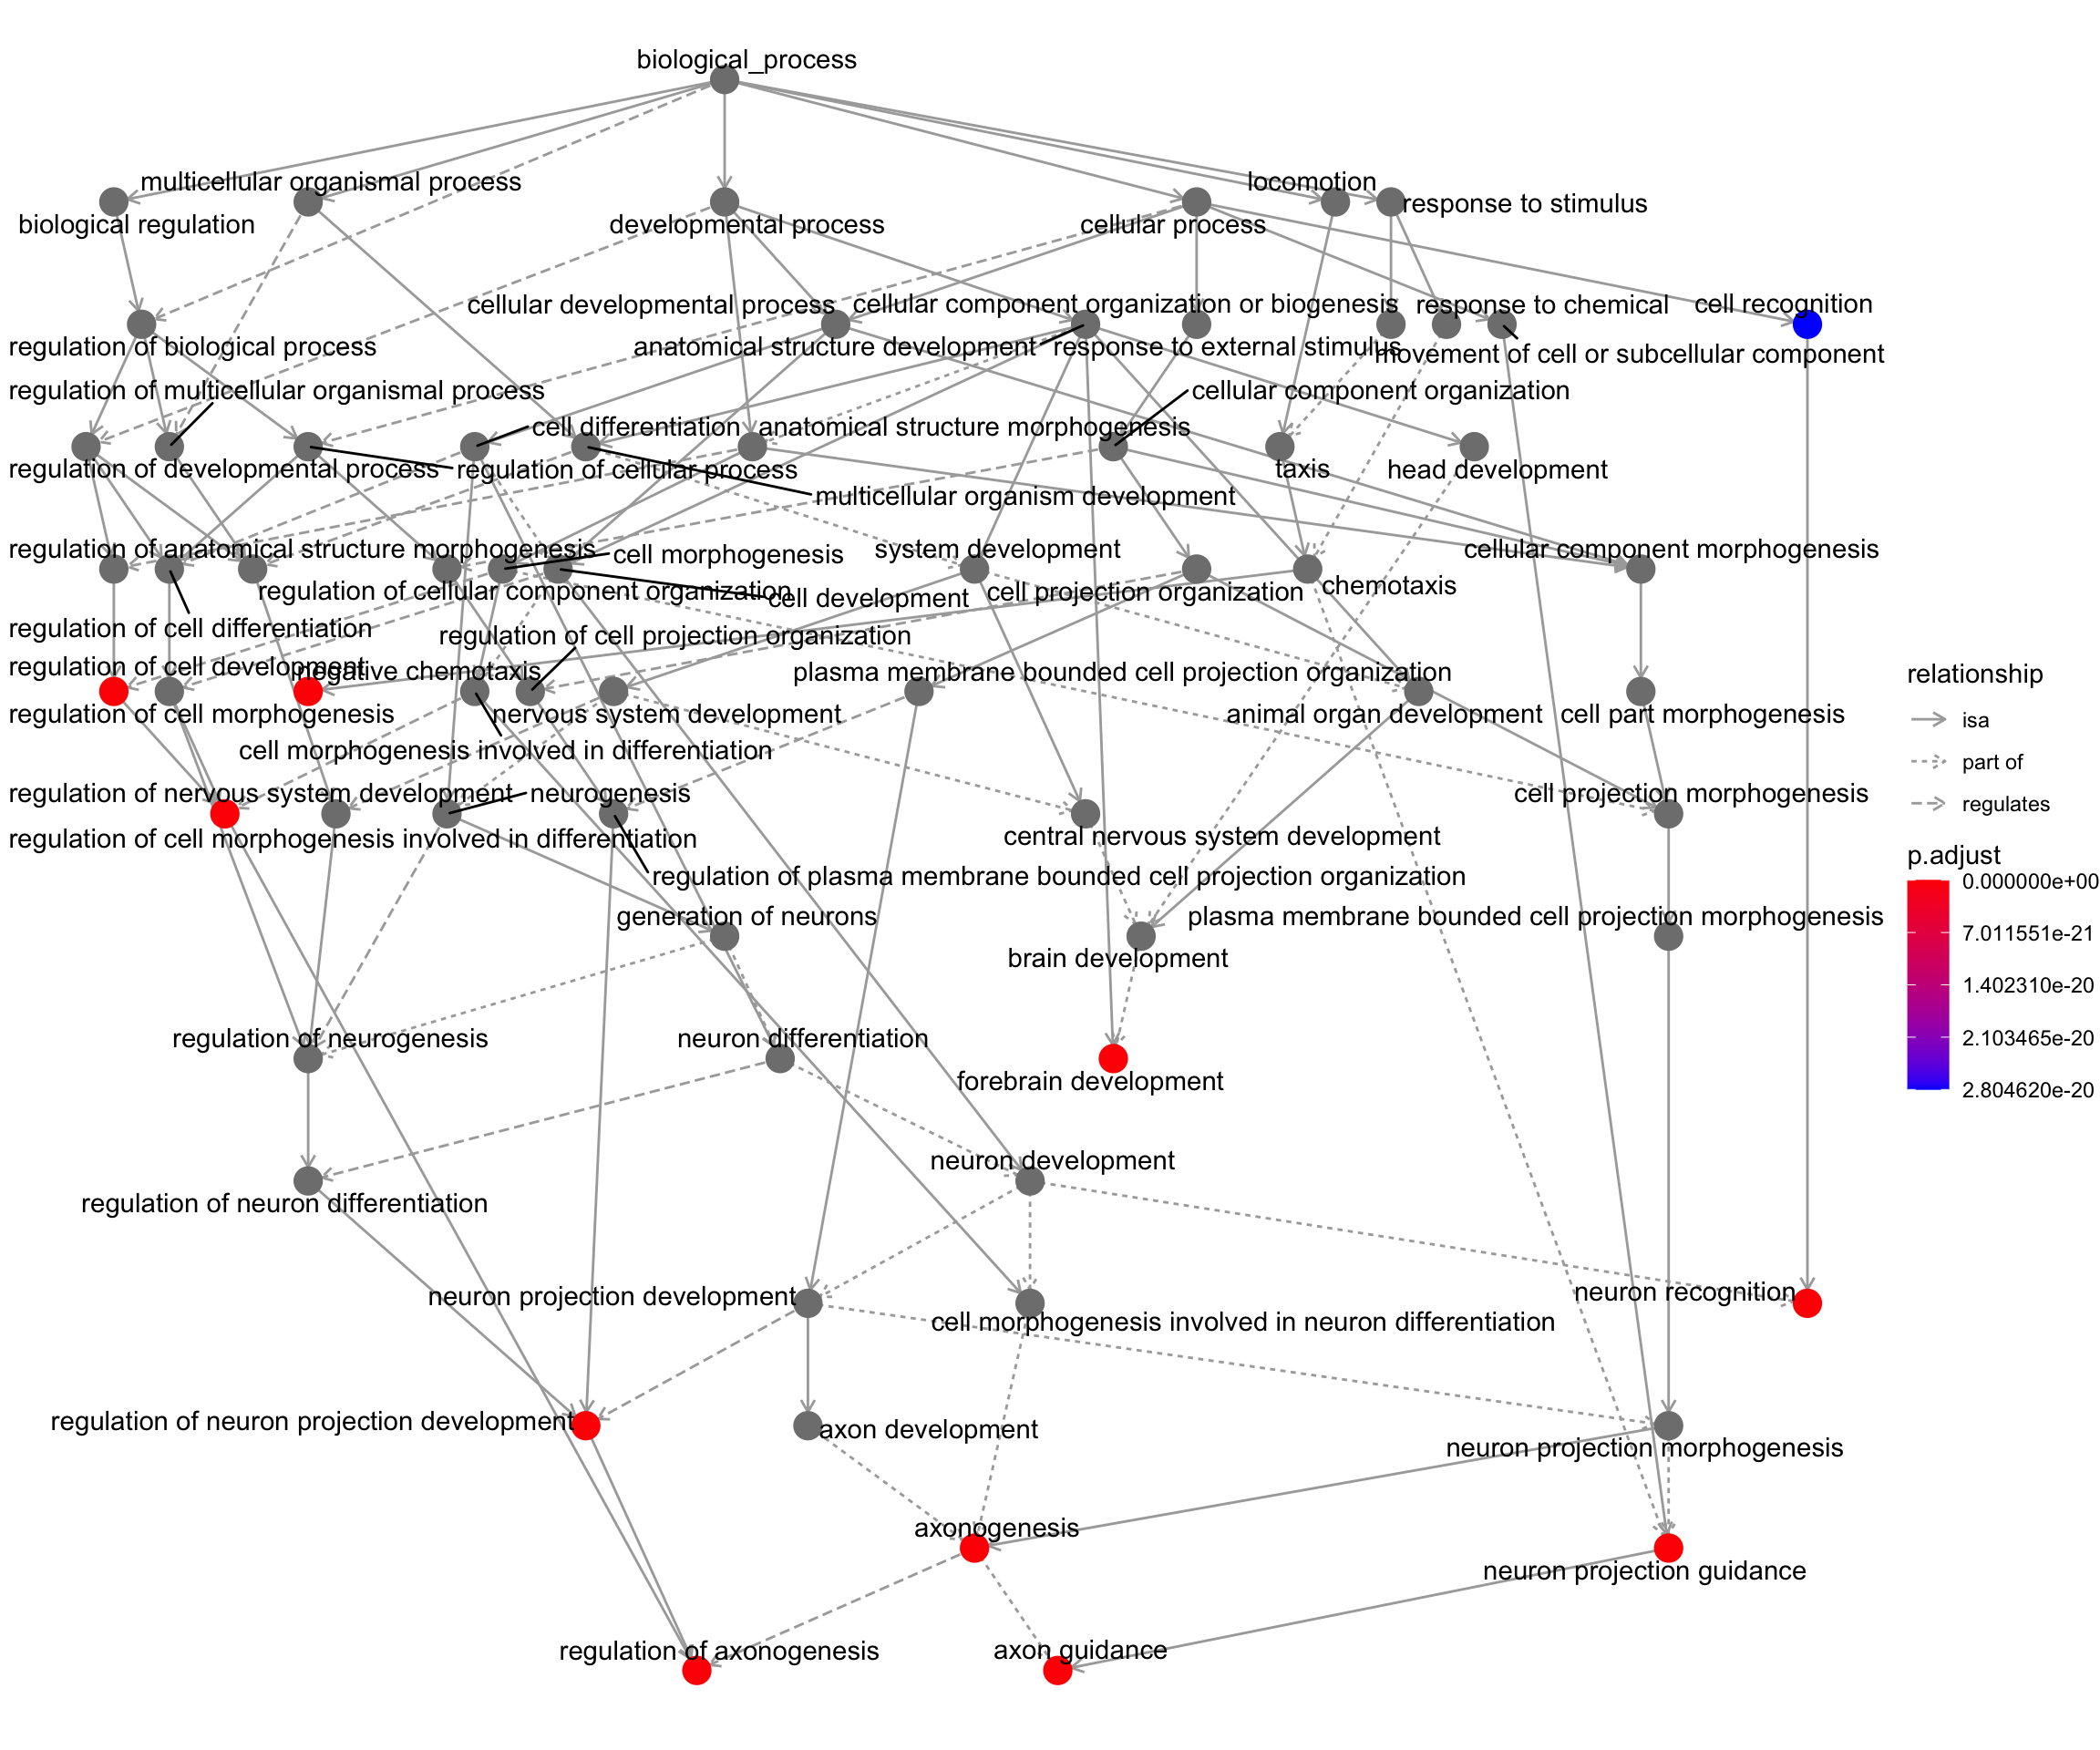 biological_process
multicellular organismal process
locomotion
response to stimulus
biological regulation
developmental process
cellular process
cellular developmental process
cellular component organization or biogenesis
response to chemical
cell recognition
regulation of biological process
anatomical structure development
response to external stimulus
movement of cell or subcellular component
regulation of multicellular organismal process
cellular component organization
cell differentiation
anatomical structure morphogenesis
regulation of developmental process
regulation of cellular process
taxis
head development
multicellular organism development
regulation of anatomical structure morphogenesis
cell morphogenesis
system development
cellular component morphogenesis
regulation of cellular component organization
cell development
cell projection organization
chemotaxis
regulation of cell differentiation
regulation of cell projection organization
regulation of cell development
negative chemotaxis
plasma membrane bounded cell projection organization
regulation of cell morphogenesis
nervous system development
animal organ development
cell part morphogenesis
cell morphogenesis involved in differentiation
regulation of nervous system development
neurogenesis
cell projection morphogenesis
regulation of cell morphogenesis involved in differentiation
central nervous system development
regulation of plasma membrane bounded cell projection organization
generation of neurons
plasma membrane bounded cell projection morphogenesis
brain development
regulation of neurogenesis
neuron differentiation
forebrain development
neuron development
regulation of neuron differentiation
neuron projection development
neuron recognition
cell morphogenesis involved in neuron differentiation
regulation of neuron projection development
axon development
neuron projection morphogenesis
axonogenesis
neuron projection guidance
regulation of axonogenesis
axon guidance
relationship
isa
part of
regulates
p.adjust
0.000000e+00
7.011551e-21
1.402310e-20
2.103465e-20
2.804620e-20